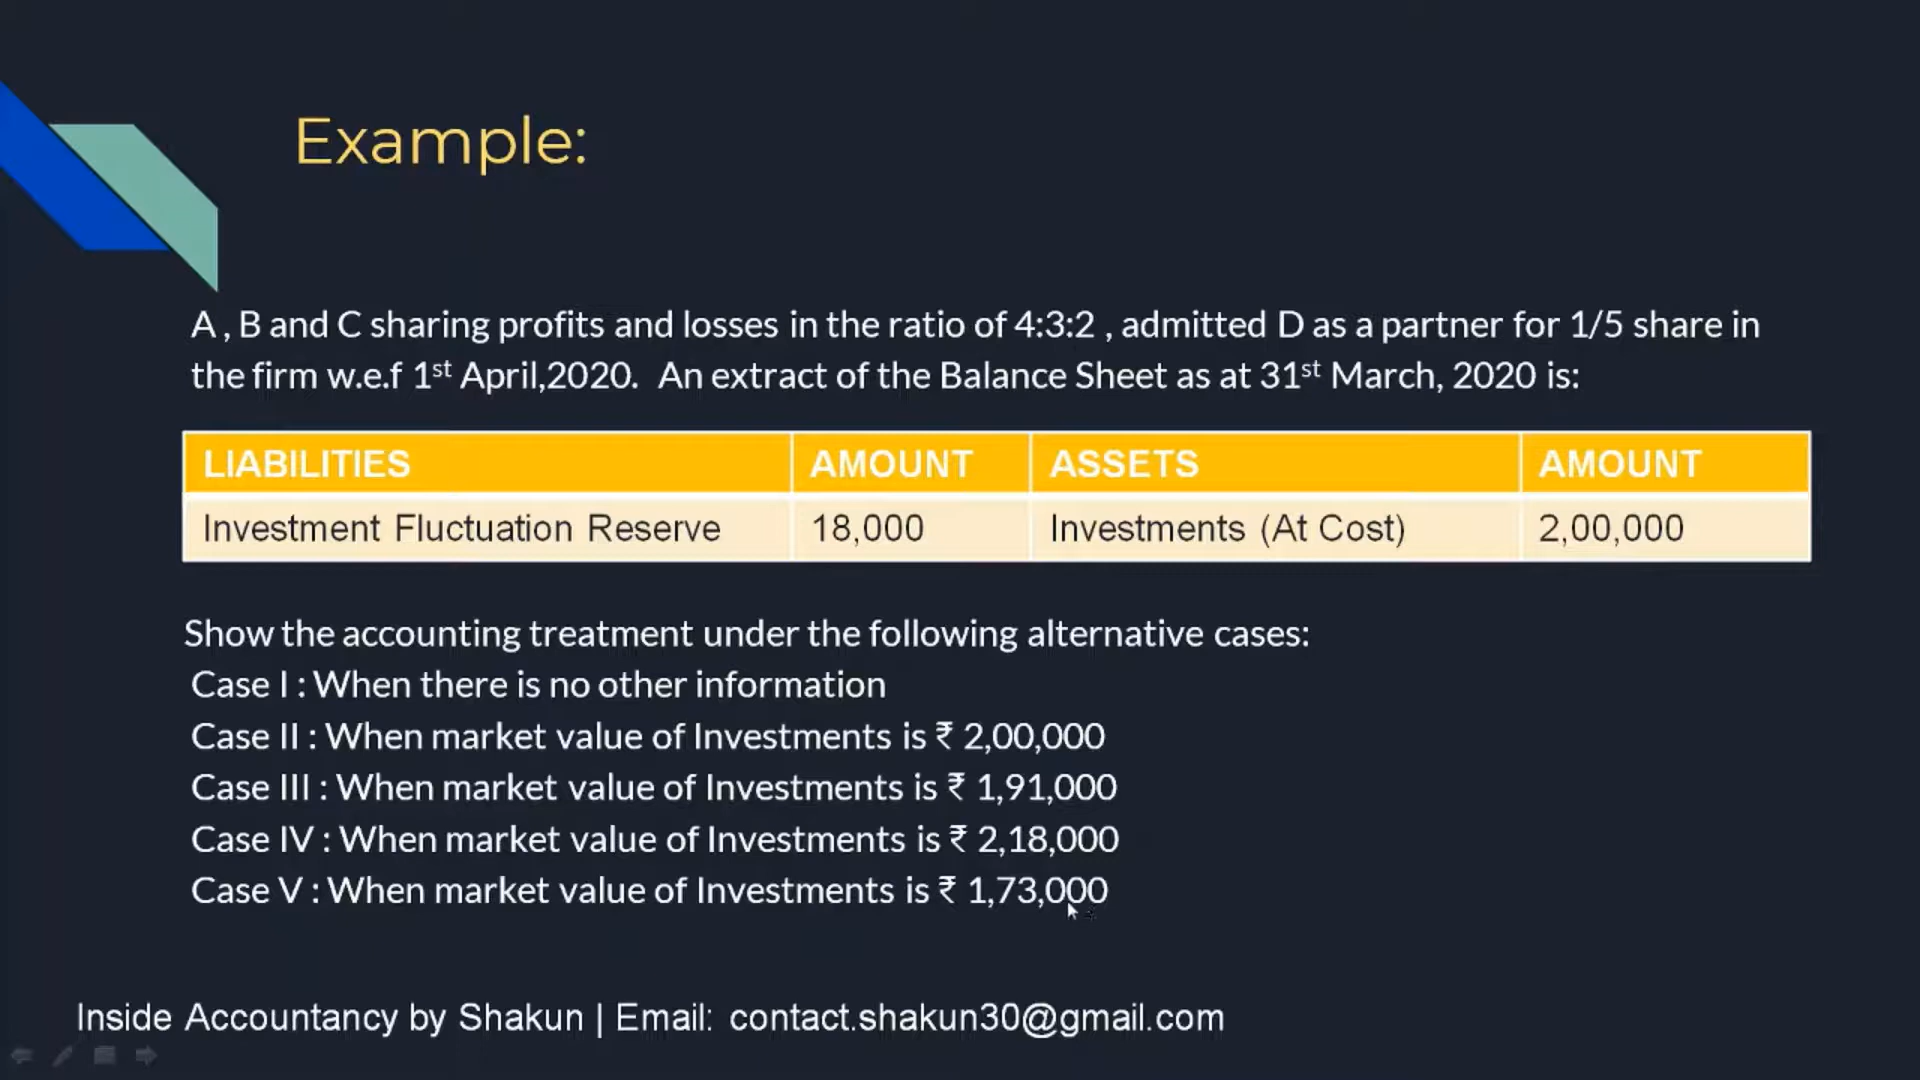 Example:
A , B and C sharing profits and losses in the ratio of 4:3:2 , admitted D as a partner for 1/5 share in
the firm w.e.f 1st April,2020. An extract of the Balance Sheet as at 31st March, 2020 is:
LIABILITIES AMOUNT ASSETS AMOUNT
Investment Fluctuation Reserve 18,000 Investments (At Cost) 2,00,000
Show the accounting treatment under the following alternative cases:
Case I : When there is no other information
Case II : When market value of Investments is ₹ 2,00,000
Case III : When market value of Investments is ₹ 1,91,000
Case IV : When market value of Investments is ₹ 2,18,000
Case V : When market value of Investments is ₹ 1,73,000
Inside Accountancy by Shakun | Email: contact.shakun30@gmail.com